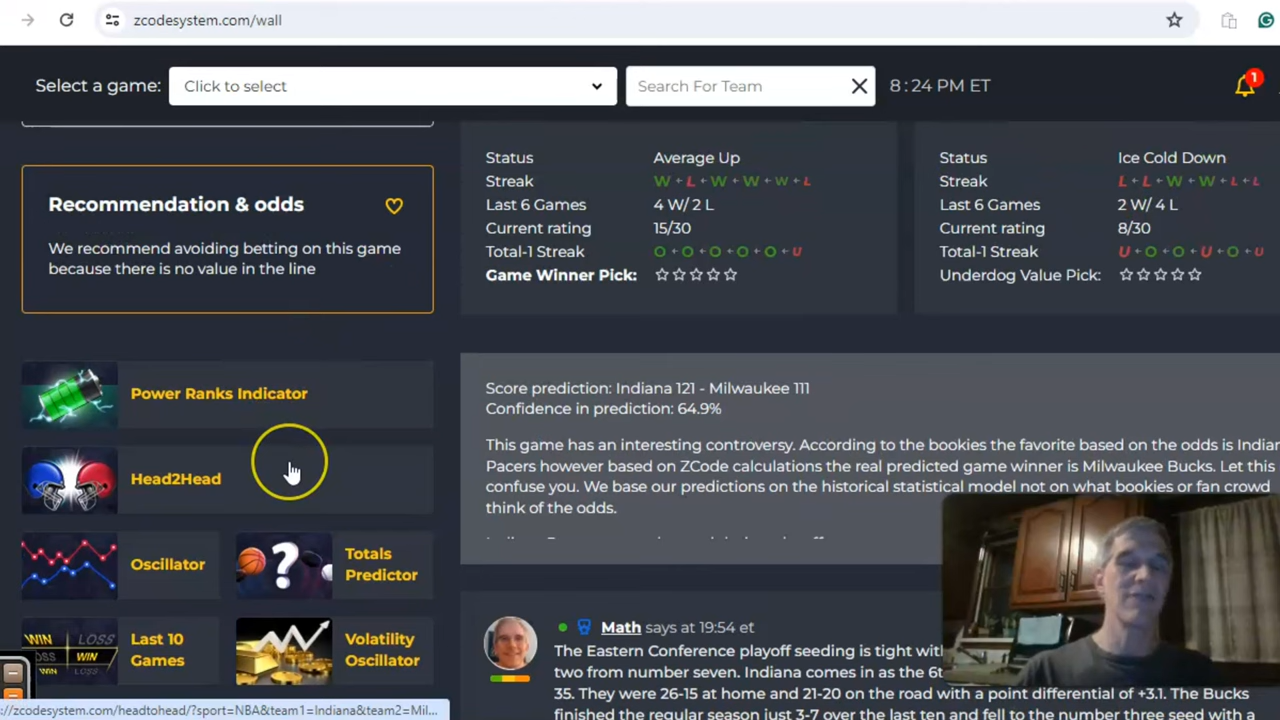 zcodesystem.com/wall
Select a game:
Click to select
Search For Team
8:24 PM ET
1
Recommendation & odds
We recommend avoiding betting on this game
because there is no value in the line
Status Average Up
Streak W L W W W L
Last 6 Games 4 W/ 2 L
Current rating 15/30
Total-1 Streak O O O O O U
Game Winner Pick:
Status Ice Cold Down
Streak L L W W L L
Last 6 Games 2 W/ 4 L
Current rating 8/30
Total-1 Streak U O O U O U
Underdog Value Pick:
Power Ranks Indicator
Head2Head
Oscillator
Totals
Predictor
WIN LOSS
OSS WIN
WIN
Last 10
Games
Volatility
Oscillator
Score prediction: Indiana 121 - Milwaukee 111
Confidence in prediction: 64.9%
This game has an interesting controversy. According to the bookies the favorite based on the odds is Indian
Pacers however based on ZCode calculations the real predicted game winner is Milwaukee Bucks. Let this
confuse you. We base our predictions on the historical statistical model not on what bookies or fan crowd
think of the odds.
Math says at 19:54 et
The Eastern Conference playoff seeding is tight with
two from number seven. Indiana comes in as the 6t
35. They were 26-15 at home and 21-20 on the road with a point differential of +3.1. The Bucks
finished the regular season just 3-7 over the last ten and fell to the number three seed with a
://zcodesystem.com/headtohead/?sport=NBA&team1=Indiana&team2=Mil...